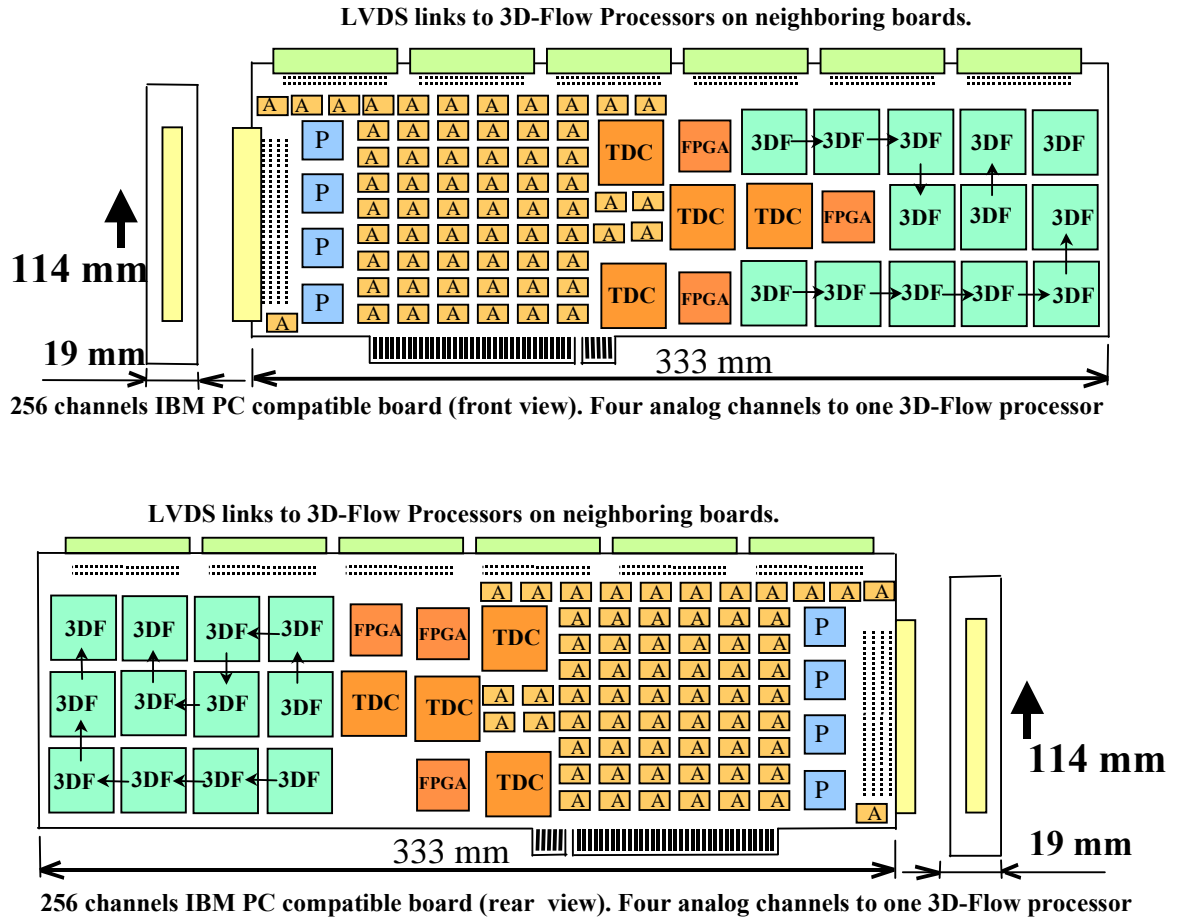 LVDS links to 3D-Flow Processors on neighboring boards.
A A A A A A A A A A A
P A A A A A A
A A A A A A TDC FPGA 3DF 3DF 3DF 3DF 3DF
P A A A A A A
A A A A A A A A
TDC TDC FPGA 3DF 3DF 3DF
P A A A A A A A A
A A A A A A
114 mm
P A A A A A A TDC FPGA 3DF 3DF 3DF 3DF 3DF
A A A A A A A
19 mm
333 mm
256 channels IBM PC compatible board (front view). Four analog channels to one 3D-Flow processor
LVDS links to 3D-Flow Processors on neighboring boards.
A A A A A A A A A A A
3DF 3DF 3DF 3DF FPGA FPGA TDC A A A A A A P
A A A A A A
A A A A A A P
3DF 3DF 3DF 3DF TDC TDC A A A A A A A A
A A A A A A A A P
A A A A A A
114 mm
3DF 3DF 3DF 3DF FPGA TDC A A A A A A P
A A A A A A A
19 mm
333 mm
256 channels IBM PC compatible board (rear view). Four analog channels to one 3D-Flow processor